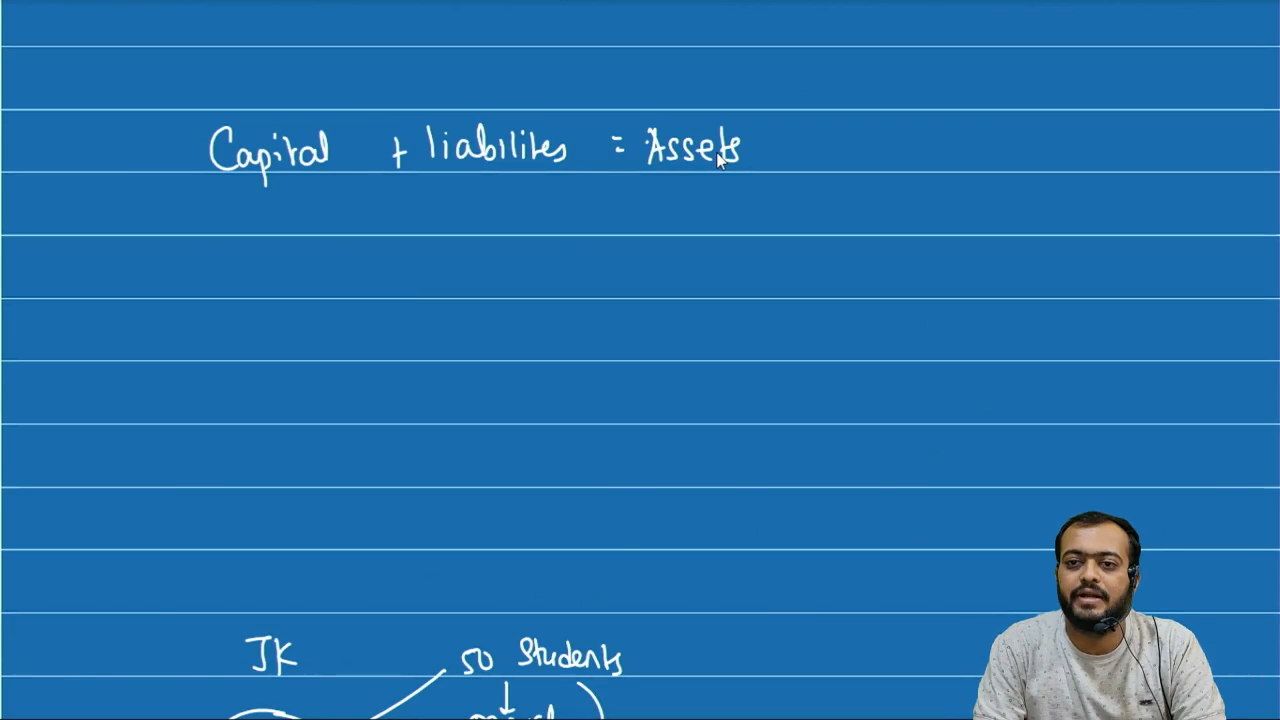 Capital + liabilites = Assets
JK 50 Students